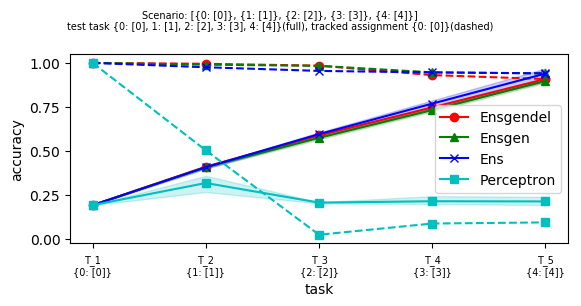 Scenario: [{0: [0]}, {1: [1]}, {2: [2]}, {3: [3]}, {4: [4]}]
test task {0: [0], 1: [1], 2: [2], 3: [3], 4: [4]}(full), tracked assignment {0: [0]}(dashed)
1.00
0.75
0.50
0.25
0.00
accuracy
Ensgendel
Ensgen
Ens
Perceptron
T_1 T_2 T_3 T_4 T_5
{0: [0]} {1: [1]} {2: [2]} {3: [3]} {4: [4]}
task